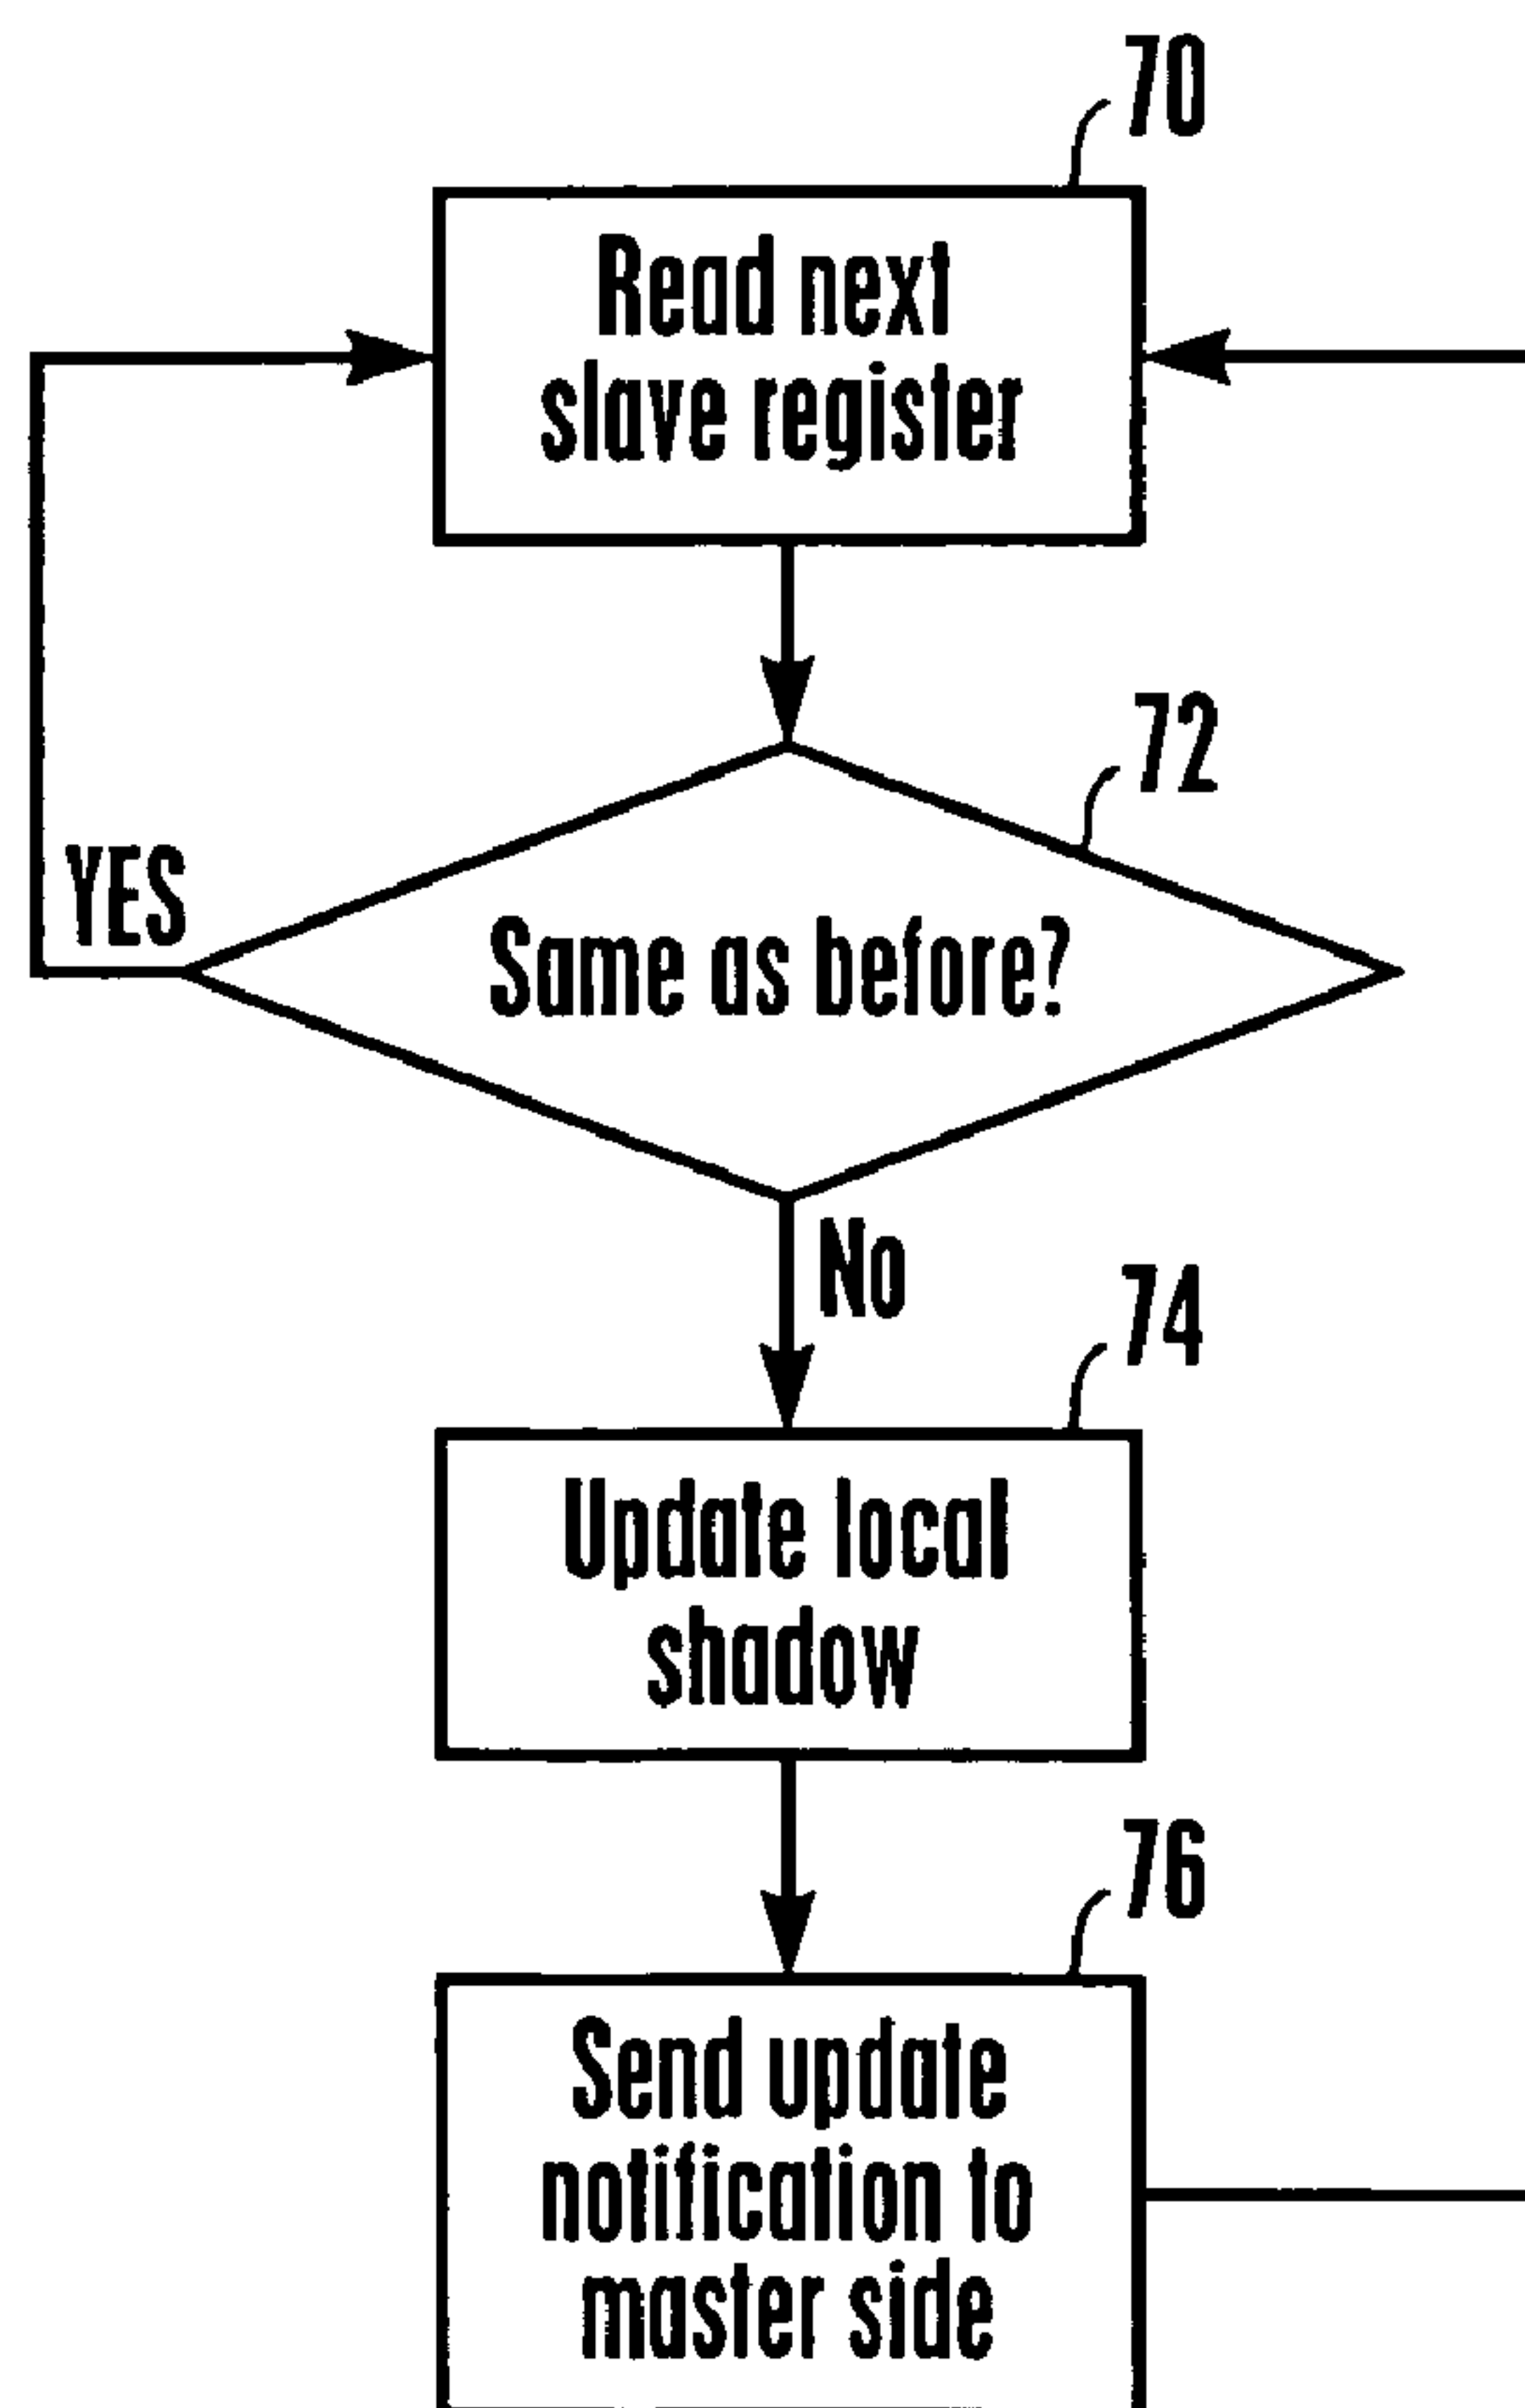 70
Read next
slave register
72
YES
Same as before?
No
74
Update local
shadow
76
Send update
notification to
master side